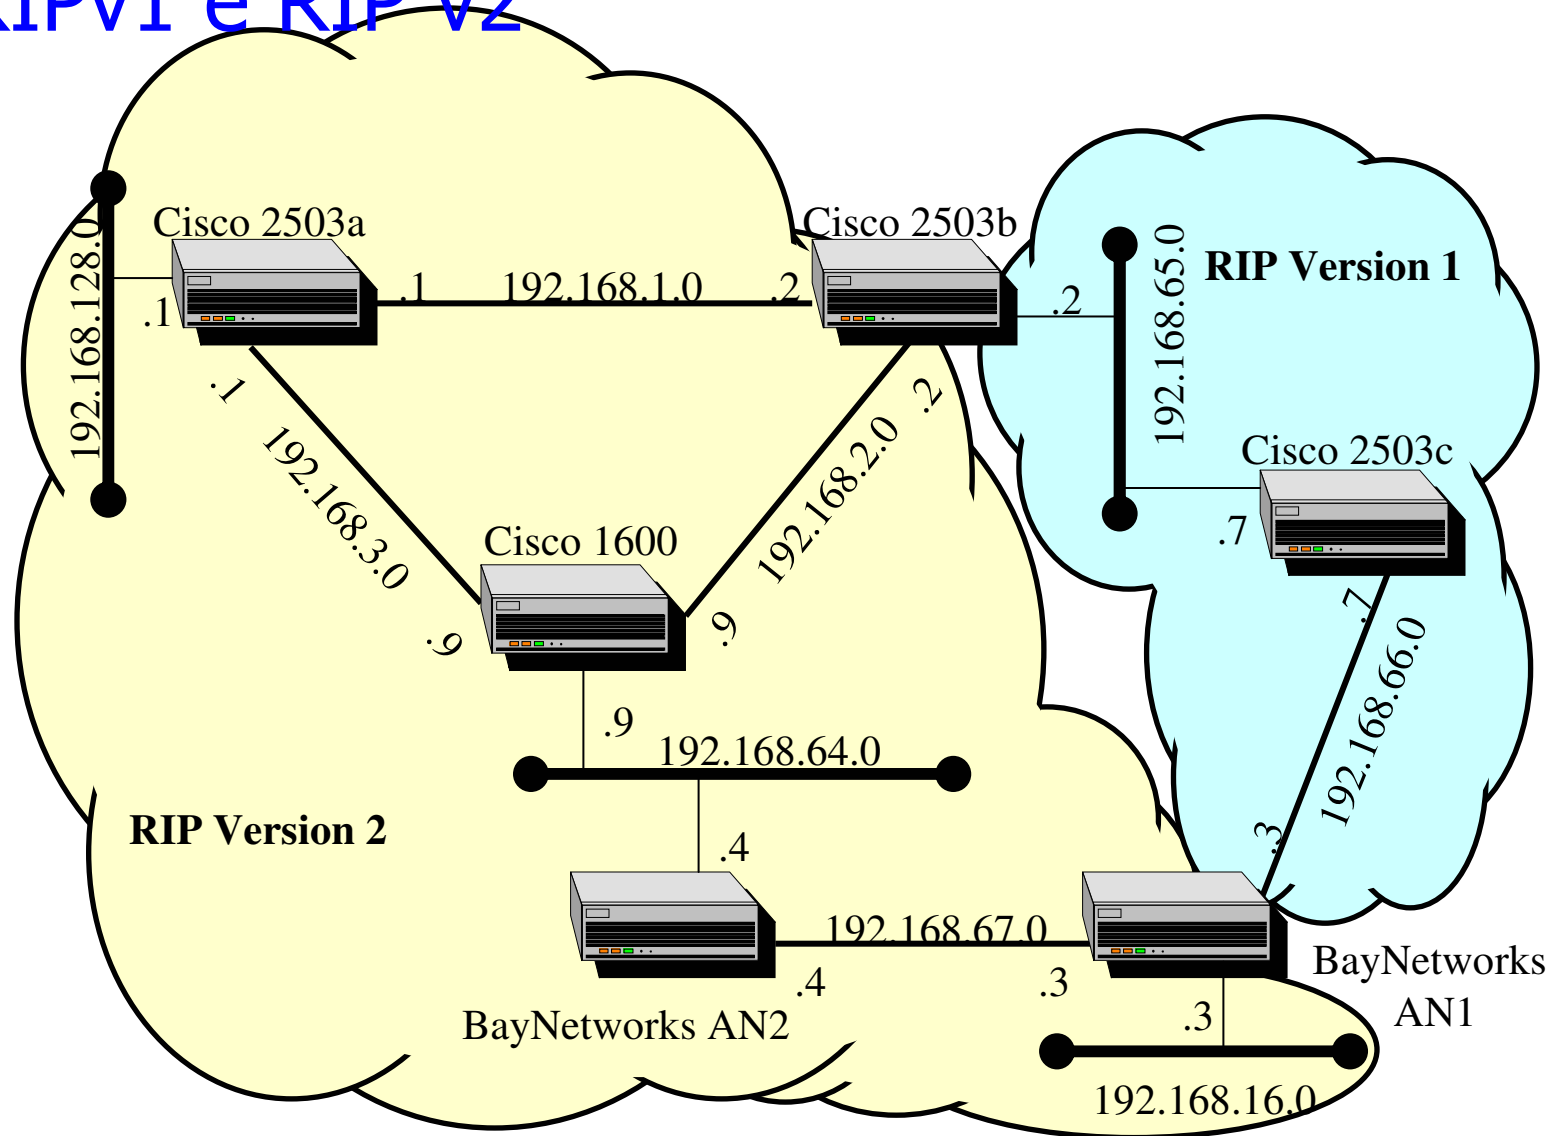 RIPv1 e RIP v2
Cisco 2503a
Cisco 2503b
192.168.128.0
.1
.1
192.168.1.0
.2
.2
192.168.65.0
RIP Version 1
.1
192.168.3.0
.9
.2
192.168.2.0
.9
Cisco 2503c
.7
.7
192.168.66.0
.3
Cisco 1600
.9
192.168.64.0
RIP Version 2
.4
192.168.67.0
.4
.3
BayNetworks AN2
BayNetworks
AN1
.3
192.168.16.0